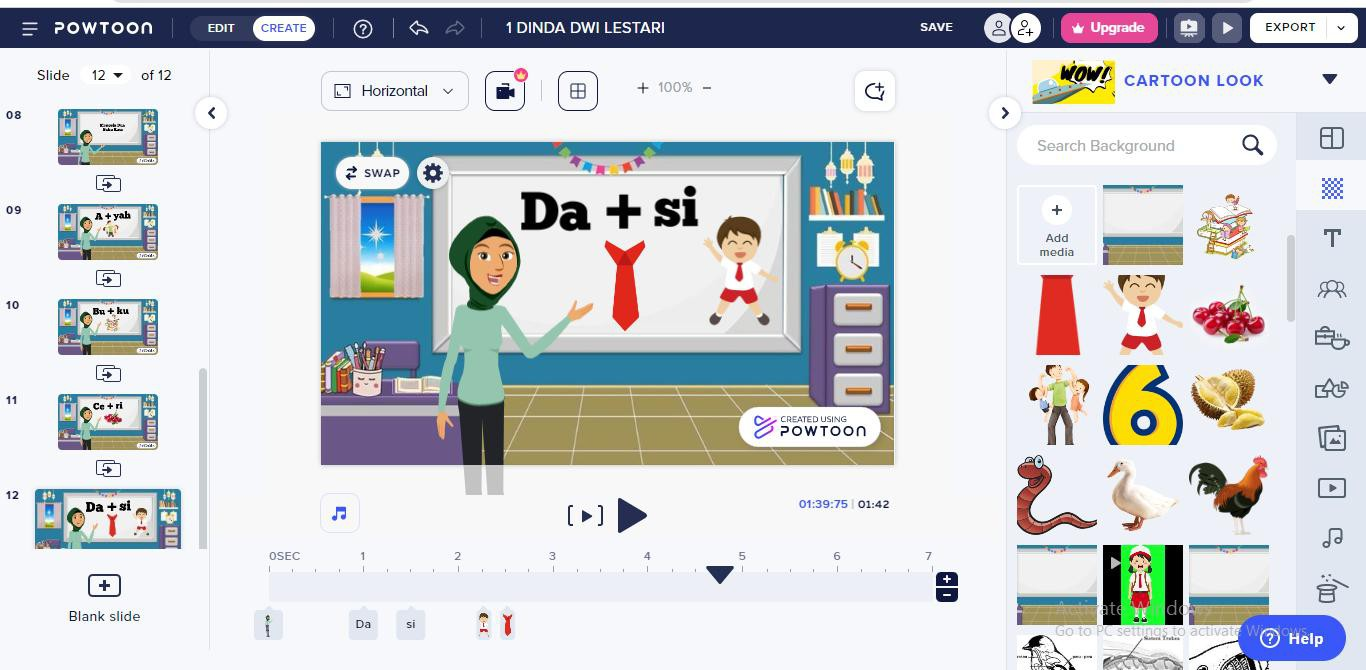 POWTOON
EDIT CREATE
1 DINDA DWI LESTARI
SAVE
Upgrade
EXPORT
Slide 12 of 12
Horizontal
100%
WOW!
CARTOON LOOK
Search Background
Add
media
SWAP
Da + si
CREATED USING
POWTOON
08
09
A + yah
10
Bu + ku
11
Ce + ri
12
Da + si
Blank slide
01:39:75 | 01:42
0SEC 1 2 3 4 5 6 7
Da
si
6
Activate Windows
Go to PC settings to activate Windows.
Help